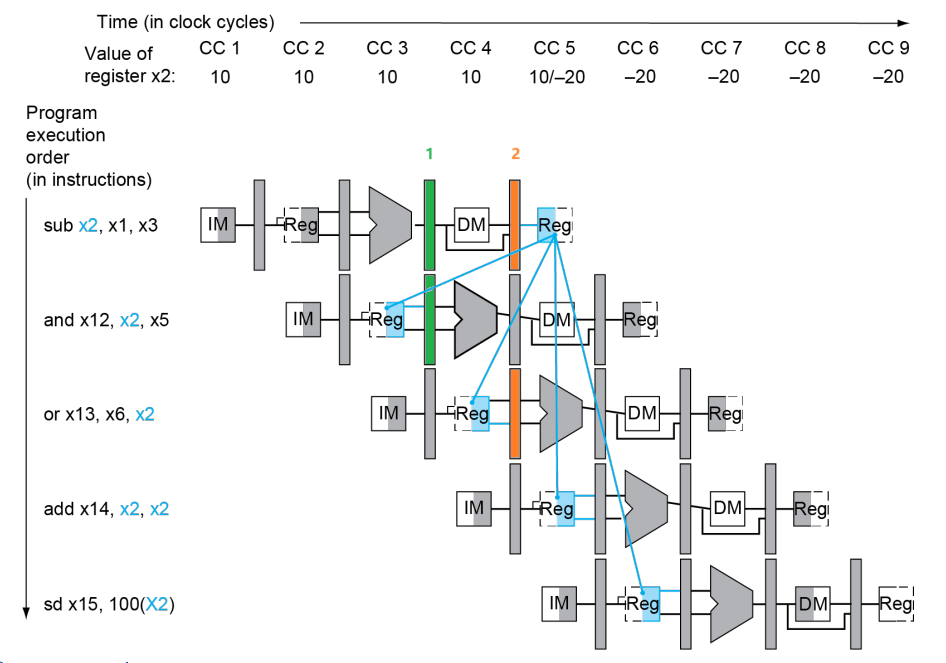 Time (in clock cycles)
CC 1 CC 2 CC 3 CC 4 CC 5 CC 6 CC 7 CC 8 CC 9
Value of
register x2: 10 10 10 10 10/–20 –20 –20 –20 –20
Program
execution
order
(in instructions)
1 2
sub x2, x1, x3
IM Reg DM Reg
and x12, x2, x5
IM Reg DM Reg
or x13, x6, x2
IM Reg DM Reg
add x14, x2, x2
IM Reg DM Reg
sd x15, 100(X2)
IM Reg DM Reg